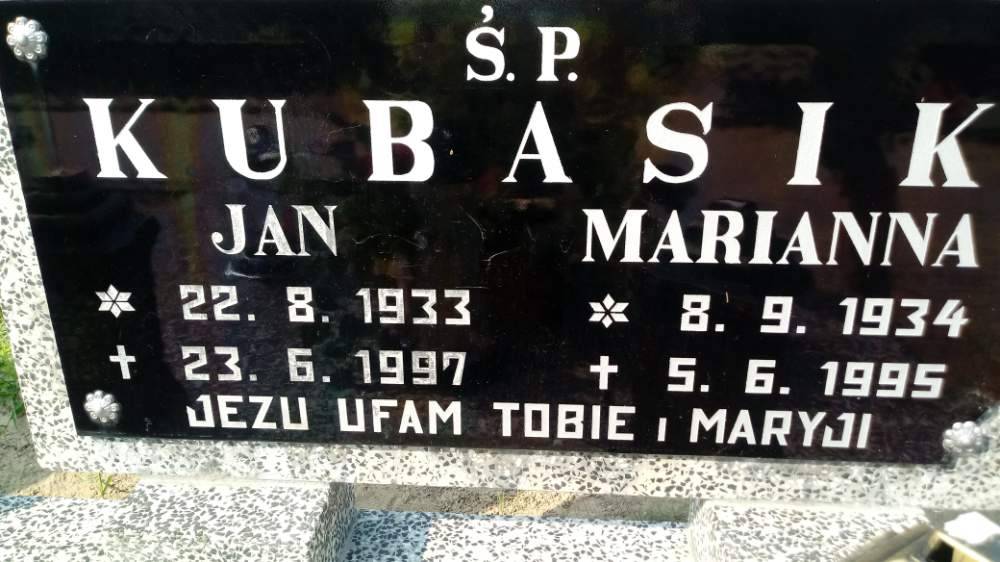 Ś. P.
KUBASIK
JAN MARIANNA
22. 8. 1933 8. 9. 1934
23. 6. 1997 5. 6. 1995
JEZU UFAM TOBIE i MARYJI